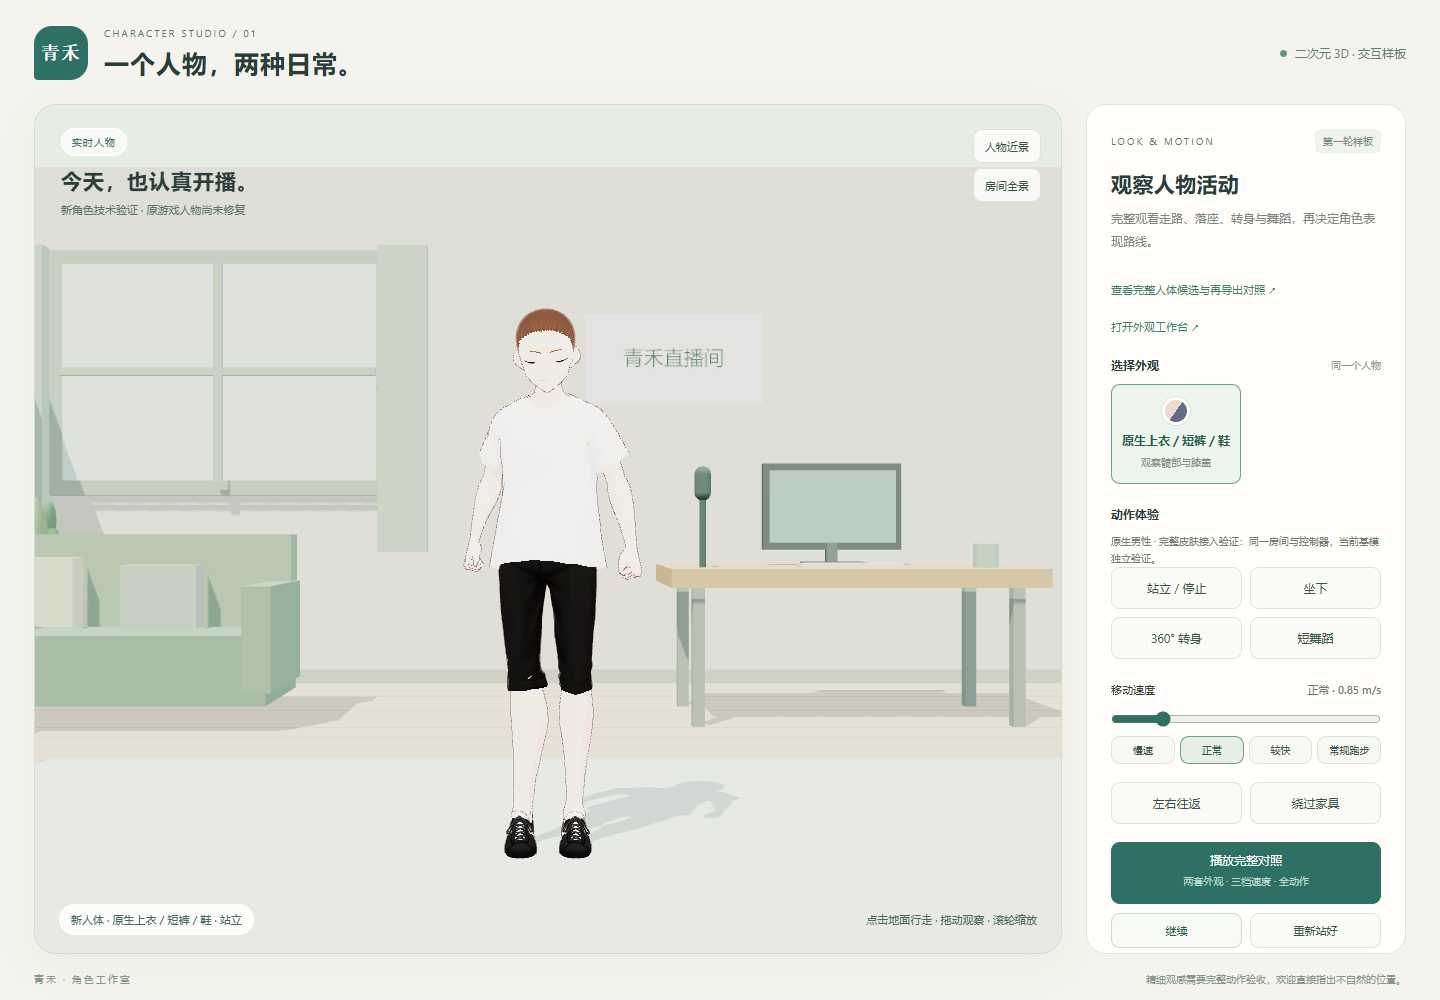 青禾
CHARACTER STUDIO / 01
一个人物，两种日常。
二次元 3D · 交互样板
实时人物
今天，也认真开播。
新角色技术验证 · 原游戏人物尚未修复
人物近景
房间全景
青禾直播间
新人体 · 原生上衣 / 短裤 / 鞋 · 站立
点击地面行走 · 拖动观察 · 滚轮缩放
LOOK & MOTION
第一轮样板
观察人物活动
完整观看走路、落座、转身与舞蹈，再决定角色表
现路线。
查看完整人体候选与再导出对照 ↗
打开外观工作台 ↗
选择外观
同一个人物
原生上衣 / 短裤 / 鞋
观察髋部与膝盖
动作体验
原生男性 · 完整皮肤接入验证：同一房间与控制器，当前基模
独立验证。
站立 / 停止
坐下
360° 转身
短舞蹈
移动速度
正常 · 0.85 m/s
慢速
正常
较快
常规跑步
左右往返
绕过家具
播放完整对照
两套外观 · 三档速度 · 全动作
继续
重新站好
青禾 · 角色工作室
精细观感需要完整动作验收，欢迎直接指出不自然的位置。